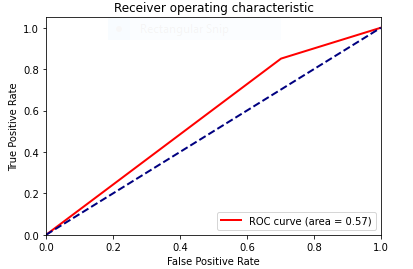 Receiver operating characteristic
Rectangular Snip
1.0
0.8
0.6
0.4
0.2
0.0
True Positive Rate
ROC curve (area = 0.57)
0.0 0.2 0.4 0.6 0.8 1.0
False Positive Rate